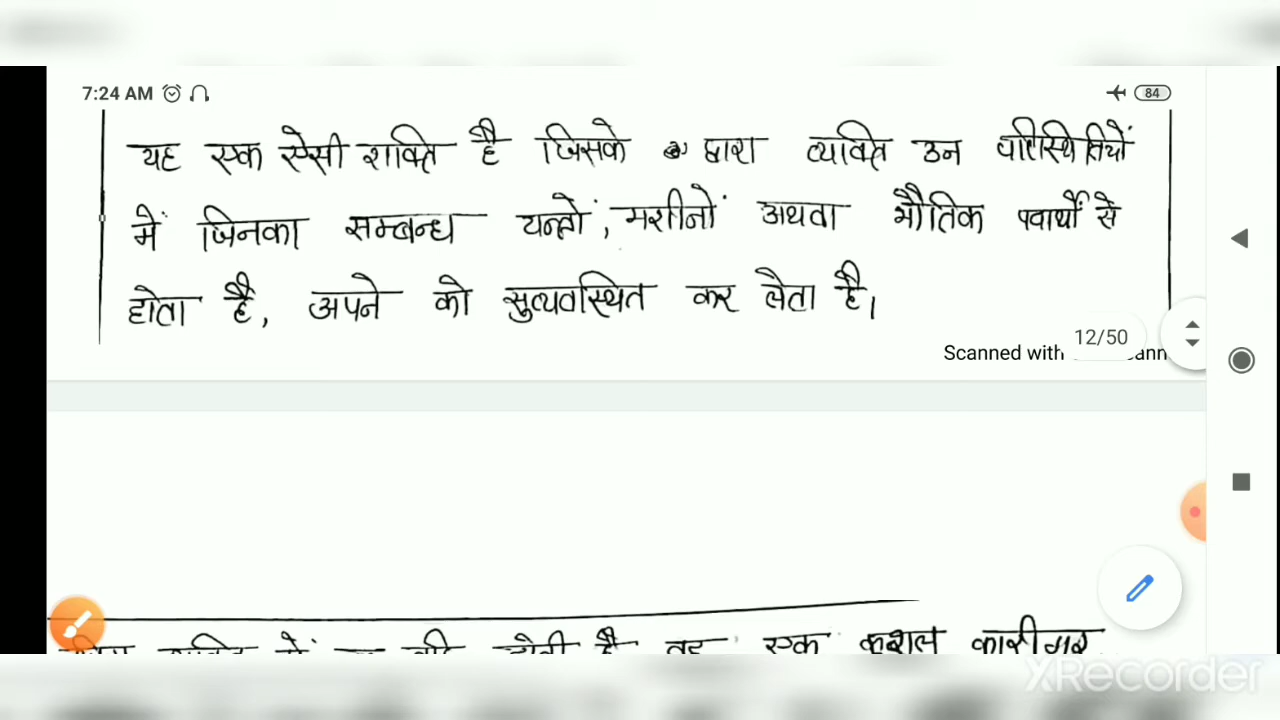 7:24 AM
84
यह एक ऐसी शक्ति है जिसके द्वारा व्यक्ति उन परिस्थितियों
में जिनका सम्बन्ध यन्त्रों, मशीनों अथवा भौतिक पदार्थों से
होता है, अपने को सुव्यवस्थित कर लेता है।
12/50
Scanned with
होती है वह एक कुशल कारीगर
XRecorder